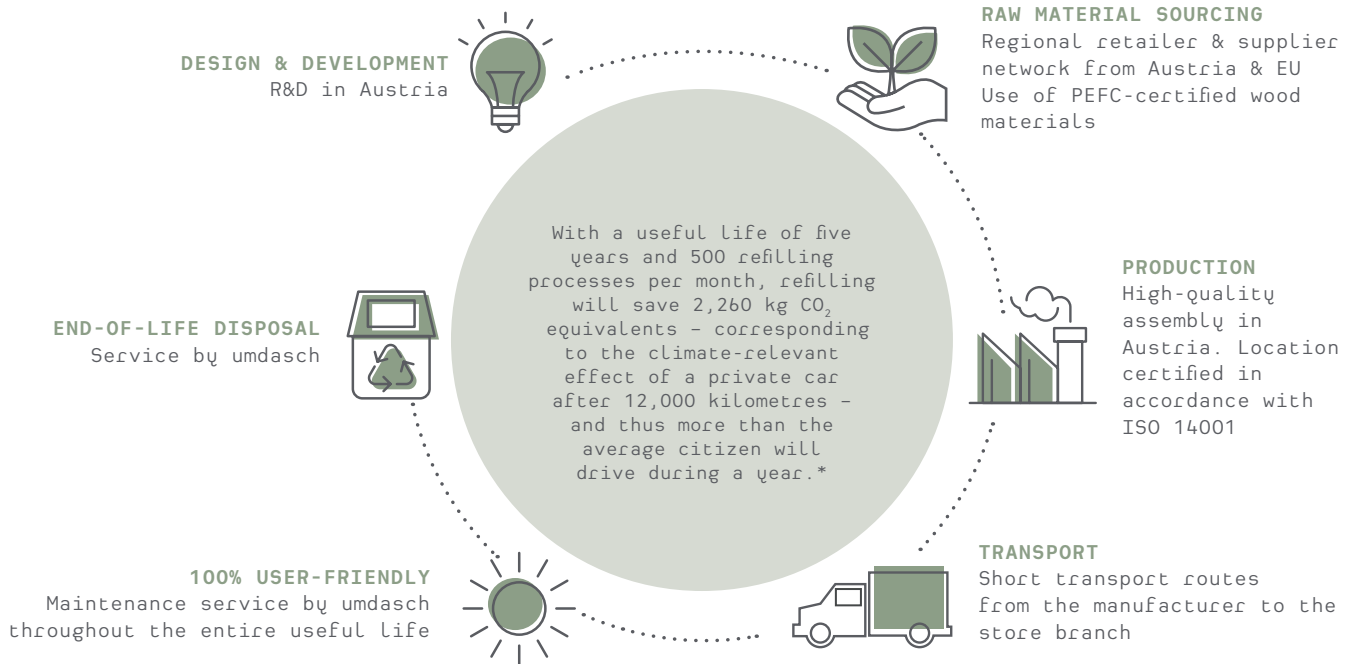 DESIGN & DEVELOPMENT
R&D in Austria
RAW MATERIAL SOURCING
Regional retailer & supplier
network from Austria & EU
Use of PEFC-certified wood
materials
PRODUCTION
High-quality
assembly in
Austria. Location
certified in
accordance with
ISO 14001
TRANSPORT
Short transport routes
from the manufacturer to the
store branch
100% USER-FRIENDLY
Maintenance service by umdasch
throughout the entire useful life
END-OF-LIFE DISPOSAL
Service by umdasch
With a useful life of five
years and 500 refilling
processes per month, refilling
will save 2,260 kg CO₂
equivalents – corresponding
to the climate-relevant
effect of a private car
after 12,000 kilometres –
and thus more than the
average citizen will
drive during a year.*